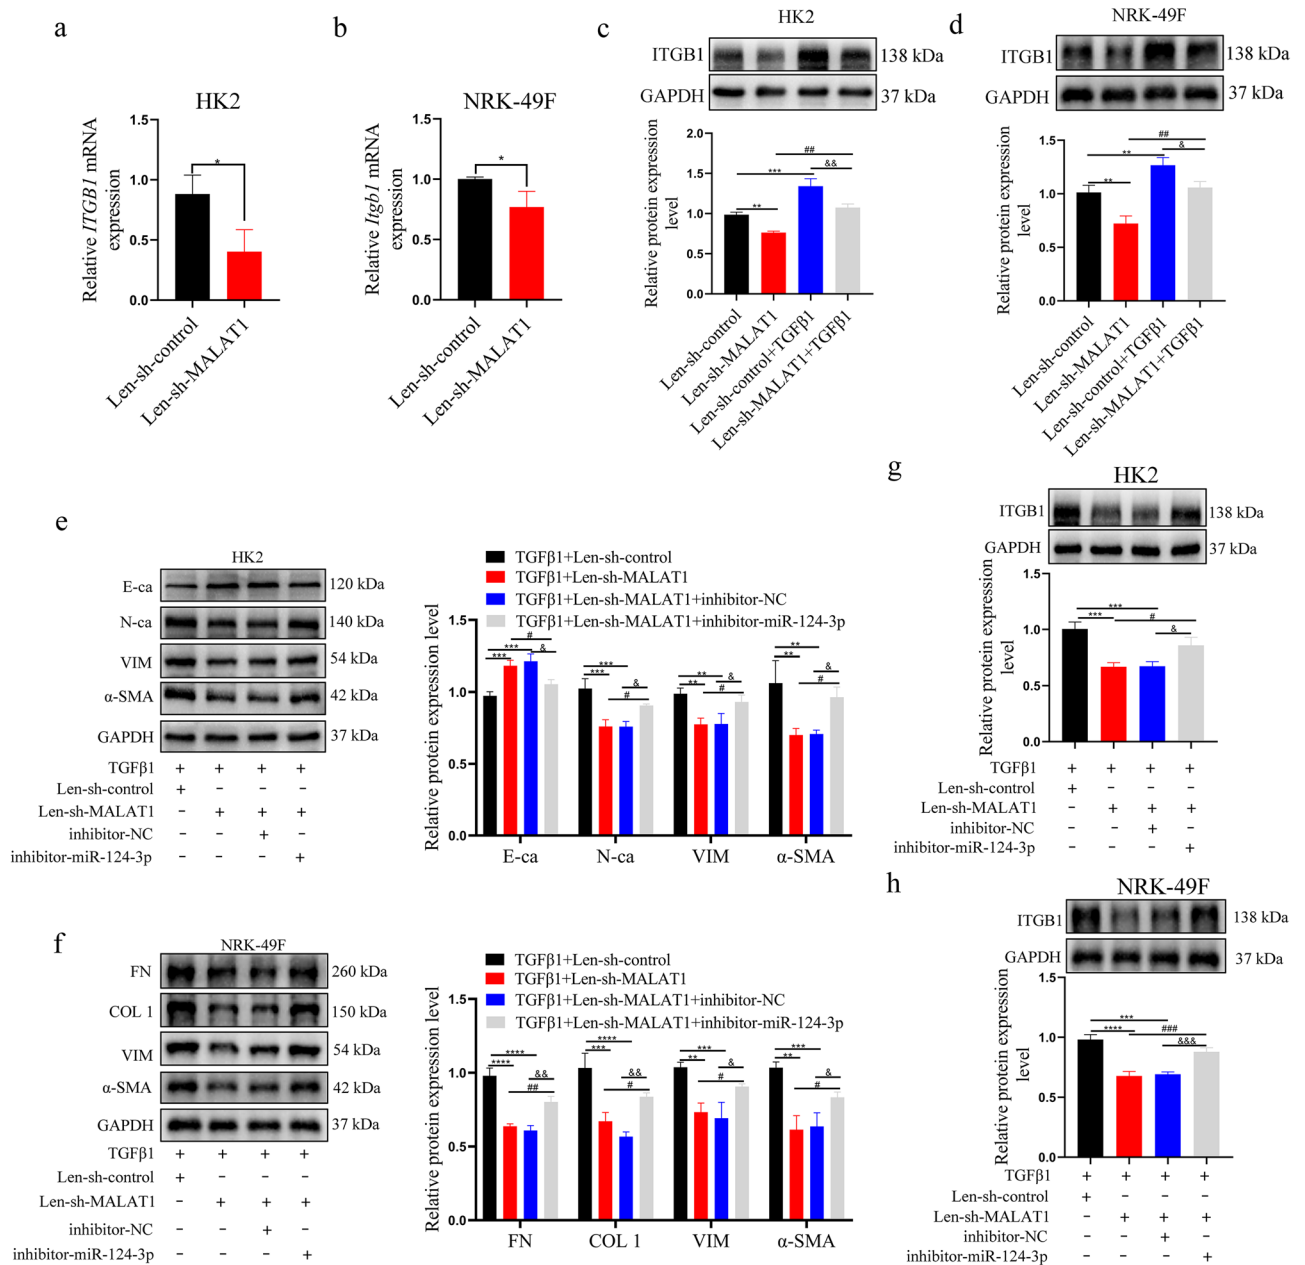 a
HK2
Relative ITGB1 mRNA
expression
1.5
1.0
0.5
0.0
*
Len-sh-control
Len-sh-MALAT1
b
NRK-49F
Relative Itgb1 mRNA
expression
1.5
1.0
0.5
0.0
*
Len-sh-control
Len-sh-MALAT1
c
HK2
ITGB1
138 kDa
GAPDH
37 kDa
Relative protein expression
level
2.0
1.5
1.0
0.5
0.0
##
&&
***
**
Len-sh-control
Len-sh-MALAT1
Len-sh-control+TGFβ1
Len-sh-MALAT1+TGFβ1
d
NRK-49F
ITGB1
138 kDa
GAPDH
37 kDa
Relative protein expression
level
1.5
1.0
0.5
0.0
##
&
**
**
Len-sh-control
Len-sh-MALAT1
Len-sh-control+TGFβ1
Len-sh-MALAT1+TGFβ1
e
HK2
E-ca
120 kDa
N-ca
140 kDa
VIM
54 kDa
α-SMA
42 kDa
GAPDH
37 kDa
TGFβ1 + + + +
Len-sh-control + − − −
Len-sh-MALAT1 − + + +
inhibitor-NC − − + −
inhibitor-miR-124-3p − − − +
TGFβ1+Len-sh-control
TGFβ1+Len-sh-MALAT1
TGFβ1+Len-sh-MALAT1+inhibitor-NC
TGFβ1+Len-sh-MALAT1+inhibitor-miR-124-3p
Relative protein expression level
1.5
1.0
0.5
0.0
#
*** &
***
***
*** &
#
**
** &
#
**
** &
#
E-ca N-ca VIM α-SMA
f
NRK-49F
FN
260 kDa
COL 1
150 kDa
VIM
54 kDa
α-SMA
42 kDa
GAPDH
37 kDa
TGFβ1 + + + +
Len-sh-control + − − −
Len-sh-MALAT1 − + + +
inhibitor-NC − − + −
inhibitor-miR-124-3p − − − +
TGFβ1+Len-sh-control
TGFβ1+Len-sh-MALAT1
TGFβ1+Len-sh-MALAT1+inhibitor-NC
TGFβ1+Len-sh-MALAT1+inhibitor-miR-124-3p
Relative protein expression level
1.5
1.0
0.5
0.0
****
****
&&
##
****
***
&&
#
***
** &
#
***
** &
#
FN COL 1 VIM α-SMA
g
HK2
ITGB1
138 kDa
GAPDH
37 kDa
Relative protein expression
level
1.5
1.0
0.5
0.0
***
*** #
&
TGFβ1 + + + +
Len-sh-control + − − −
Len-sh-MALAT1 − + + +
inhibitor-NC − − + −
inhibitor-miR-124-3p − − − +
h
NRK-49F
ITGB1
138 kDa
GAPDH
37 kDa
Relative protein expression
level
1.5
1.0
0.5
0.0
***
**** ###
&&&
TGFβ1 + + + +
Len-sh-control + − − −
Len-sh-MALAT1 − + + +
inhibitor-NC − − + −
inhibitor-miR-124-3p − − − +